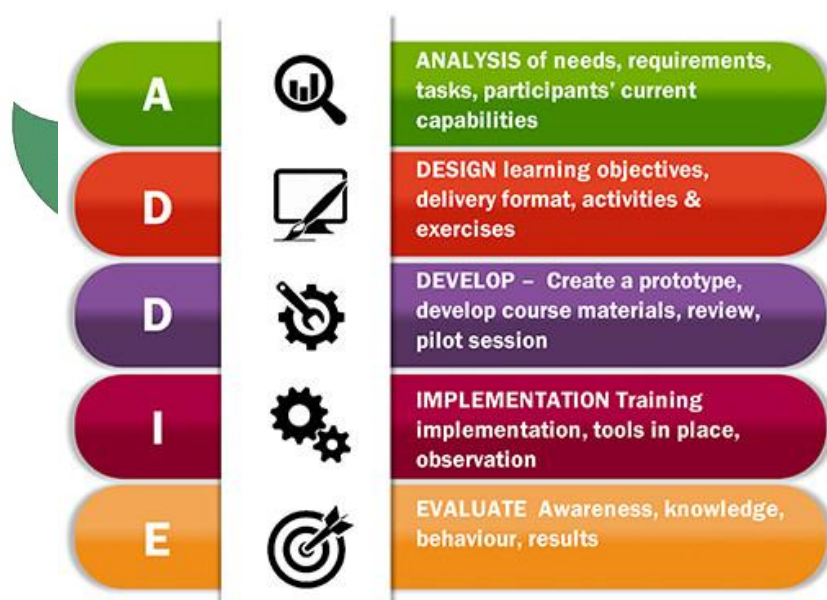 A
ANALYSIS of needs, requirements,
tasks, participants' current
capabilities
D
DESIGN learning objectives,
delivery format, activities &
exercises
D
DEVELOP – Create a prototype,
develop course materials, review,
pilot session
I
IMPLEMENTATION Training
implementation, tools in place,
observation
E
EVALUATE Awareness, knowledge,
behaviour, results